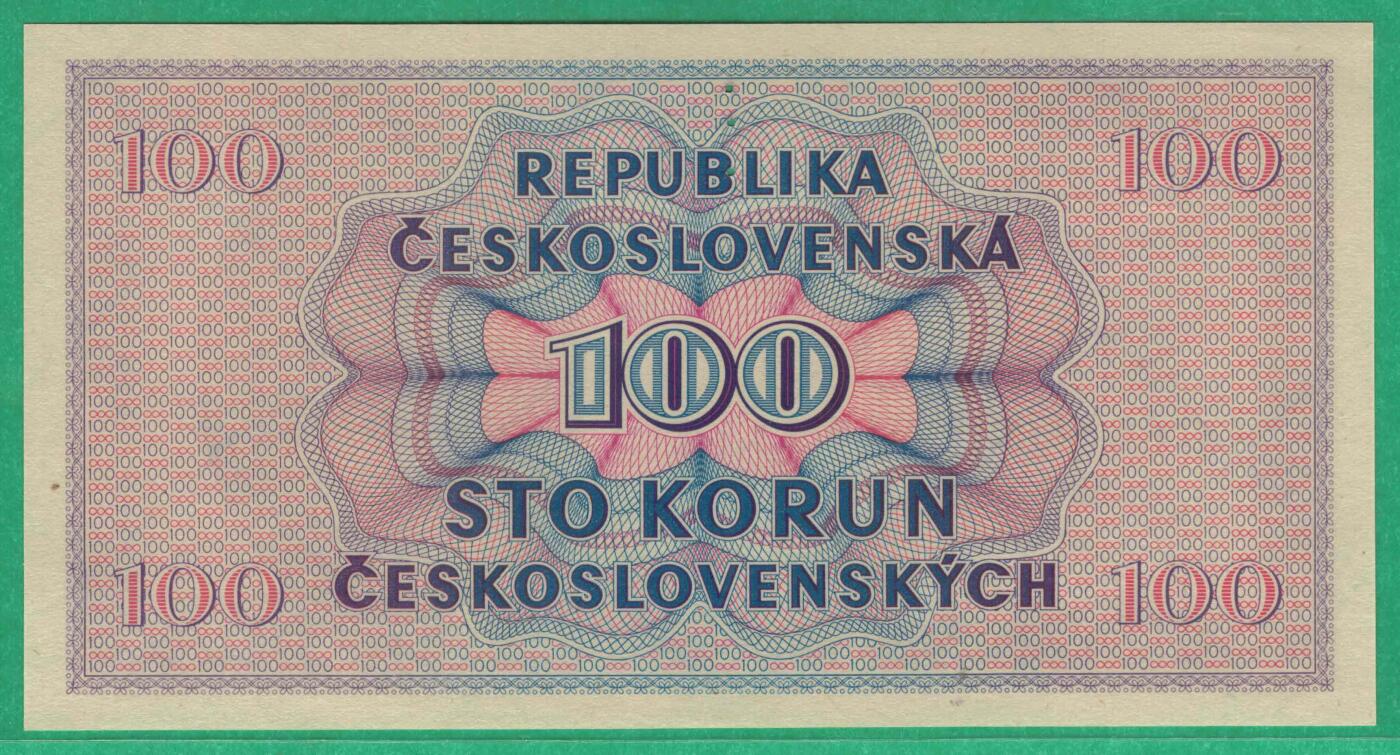 100 100
REPUBLIKA
ČESKOSLOVENSKÁ
100
STO KORUN
ČESKOSLOVENSKÝCH
100 100